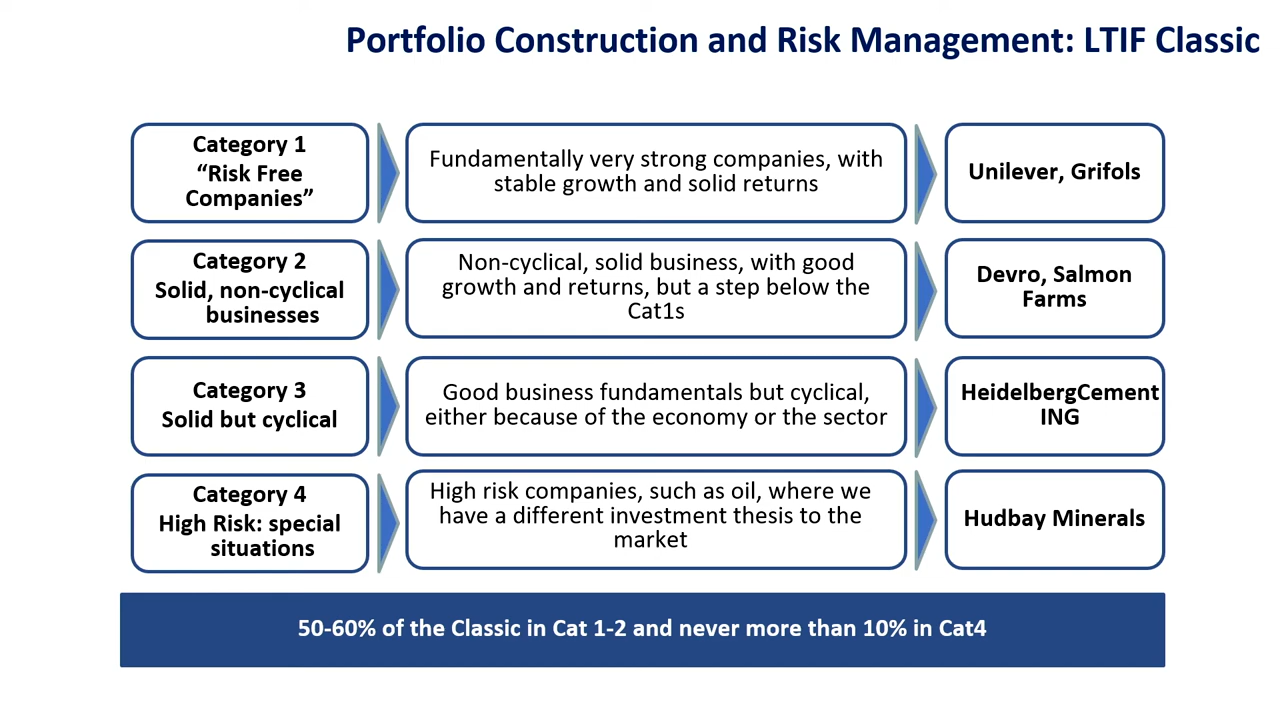 Portfolio Construction and Risk Management: LTIF Classic
Category 1
“Risk Free
Companies”
Fundamentally very strong companies, with
stable growth and solid returns
Unilever, Grifols
Category 2
Solid, non-cyclical
businesses
Non-cyclical, solid business, with good
growth and returns, but a step below the
Cat1s
Devro, Salmon
Farms
Category 3
Solid but cyclical
Good business fundamentals but cyclical,
either because of the economy or the sector
HeidelbergCement
ING
Category 4
High Risk: special
situations
High risk companies, such as oil, where we
have a different investment thesis to the
market
Hudbay Minerals
50-60% of the Classic in Cat 1-2 and never more than 10% in Cat4